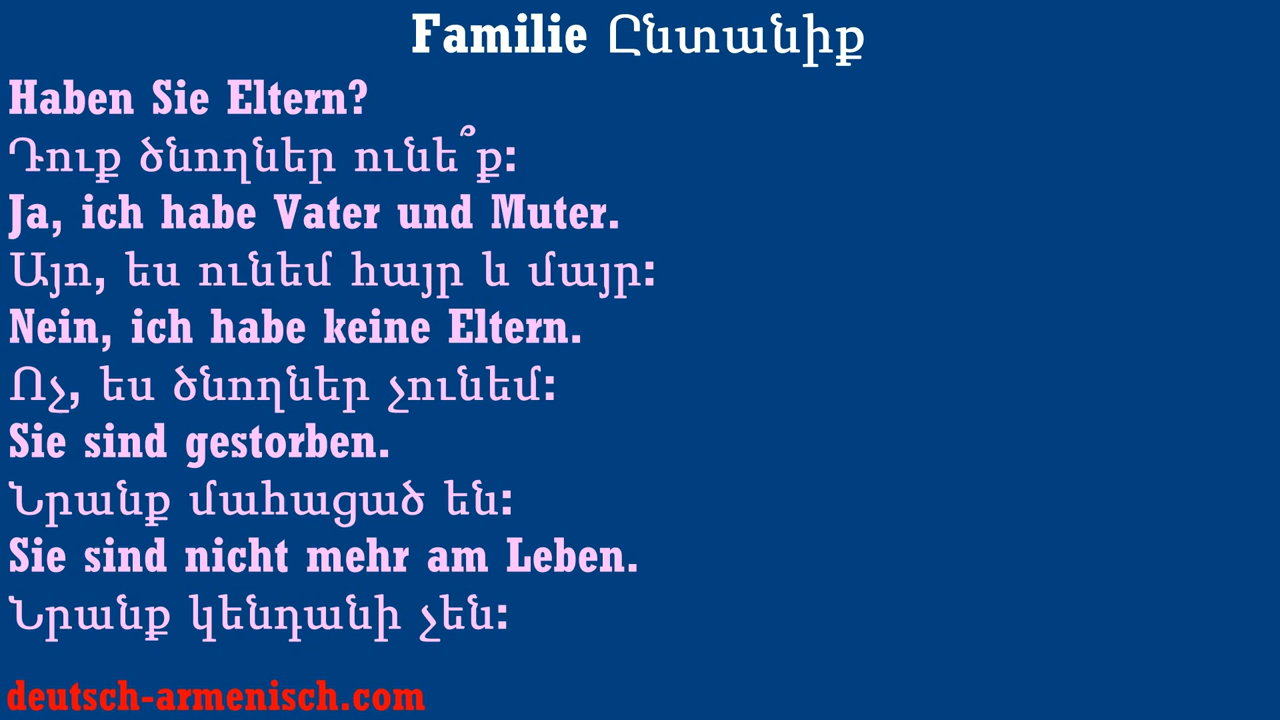 Familie Ընտանիք
Haben Sie Eltern?
Դուք ծնողներ ունե՞ք:
Ja, ich habe Vater und Muter.
Այո, ես ունեմ հայր և մայր:
Nein, ich habe keine Eltern.
Ոչ, ես ծնողներ չունեմ:
Sie sind gestorben.
Նրանք մահացած են:
Sie sind nicht mehr am Leben.
Նրանք կենդանի չեն:
deutsch-armenisch.com